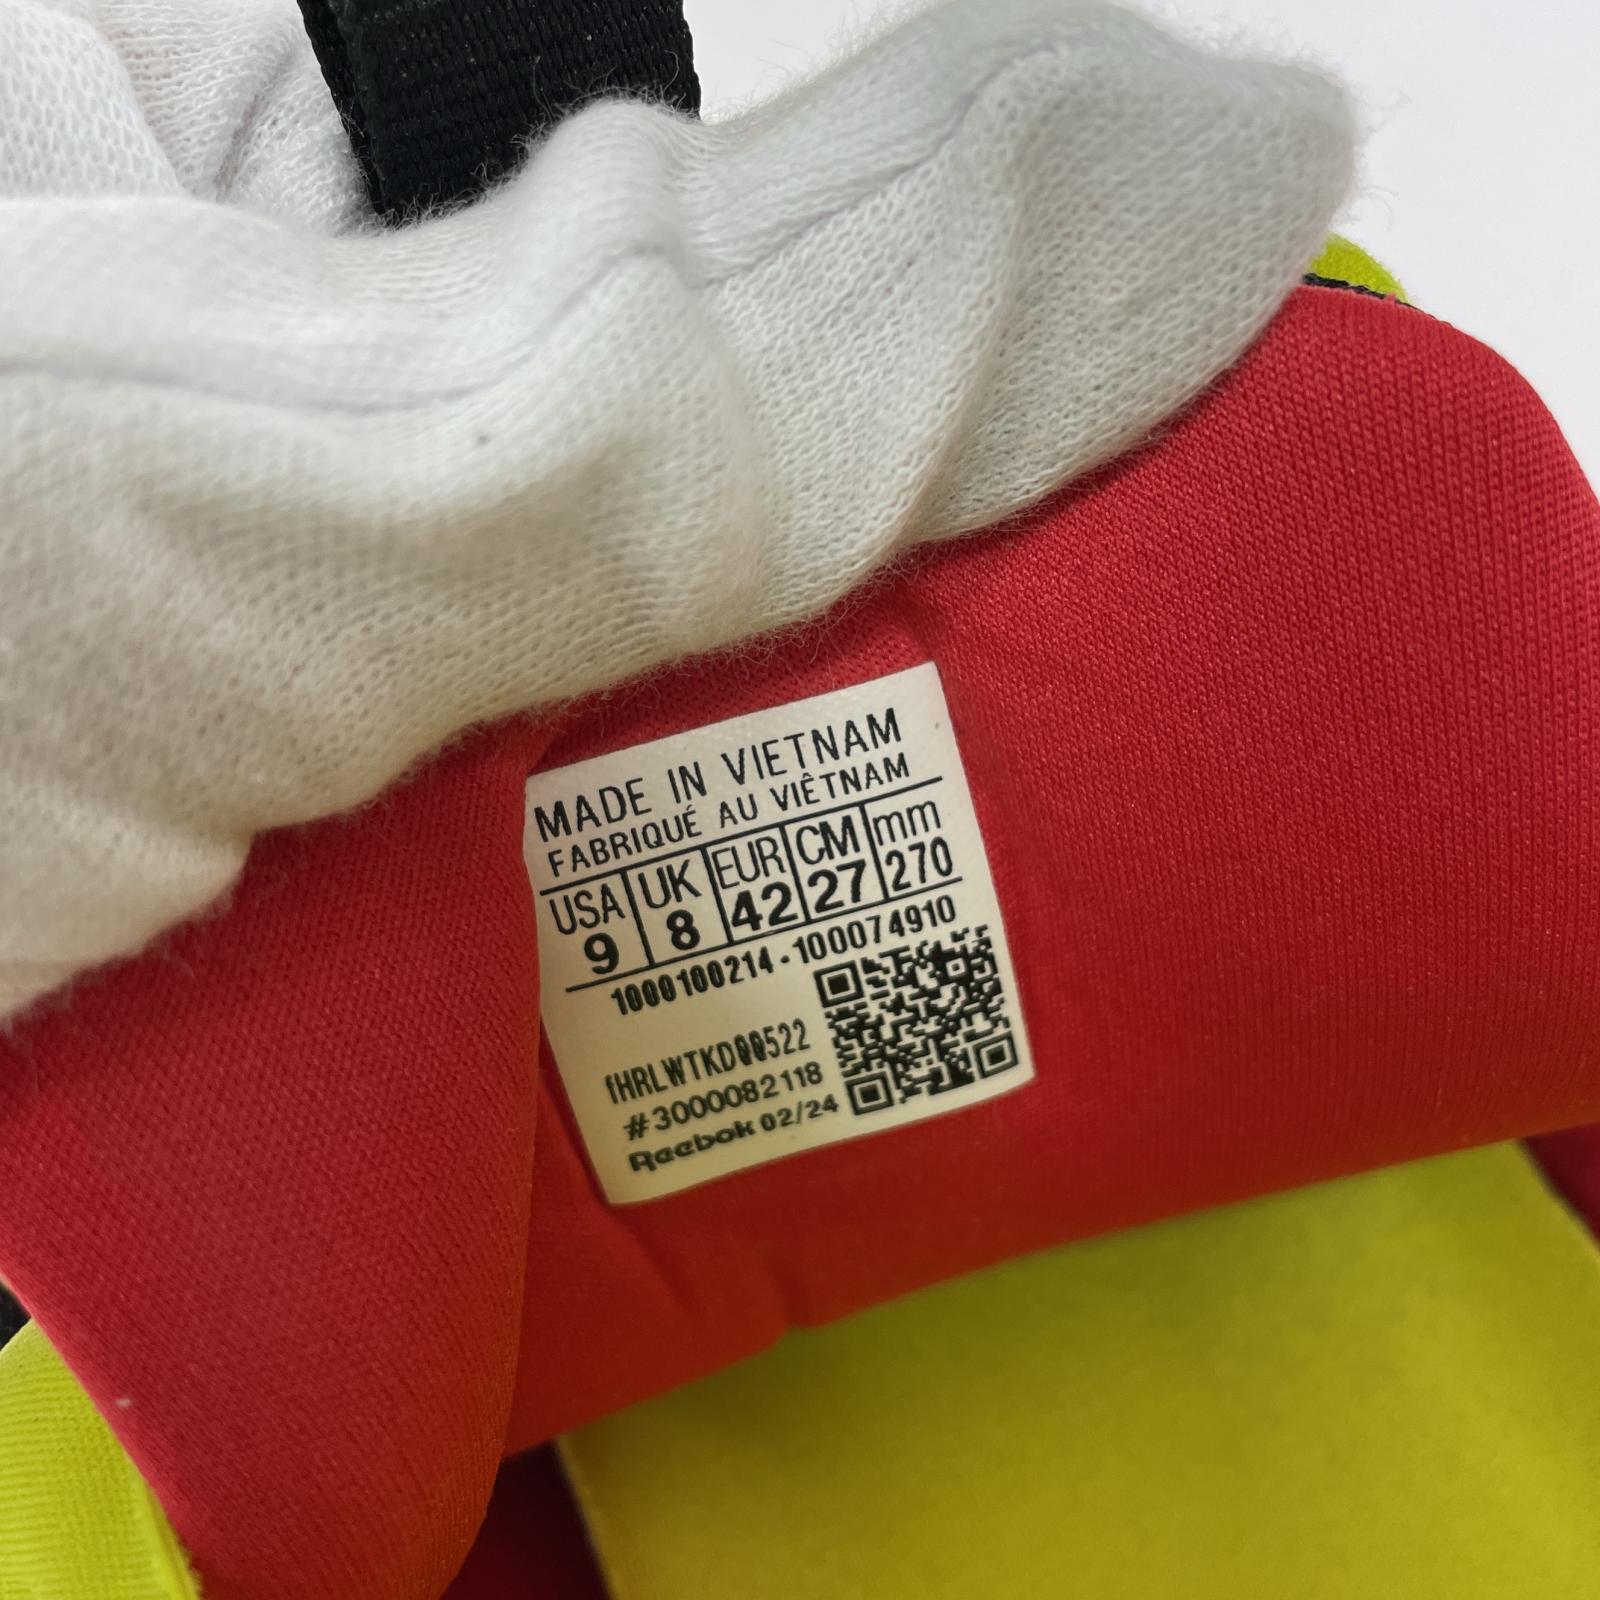 MADE IN VIETNAM
FABRIQUÉ AU VIÊTNAM
USA UK EUR CM mm
9 8 42 27 270
1000100214-100074910
fHRLWTKD00522
#3000082118
Reebok 02/24